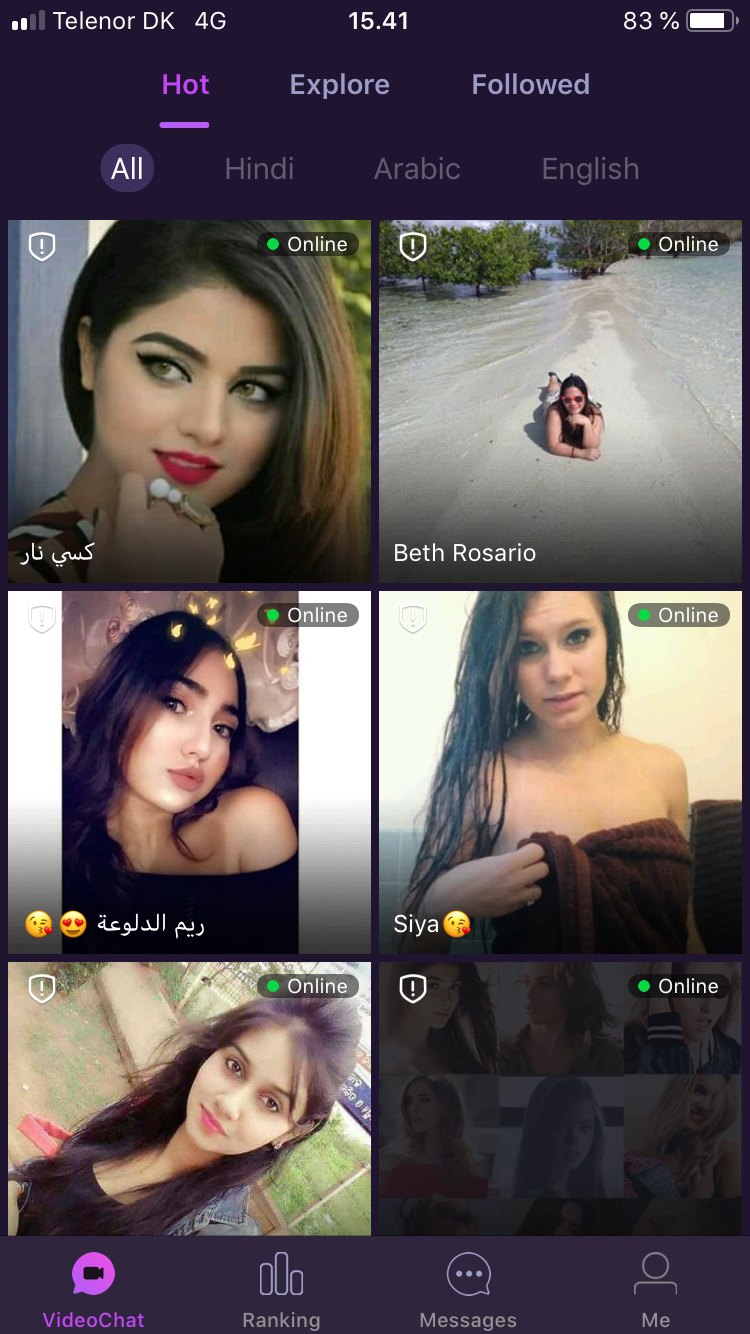 Telenor DK 4G 15.41 83 %
Hot Explore Followed
All Hindi Arabic English
Online Online
كسي نار
Beth Rosario
Online Online
ريم الدلوعة 😍😘
Siya😘
Online Online
VideoChat Ranking Messages Me